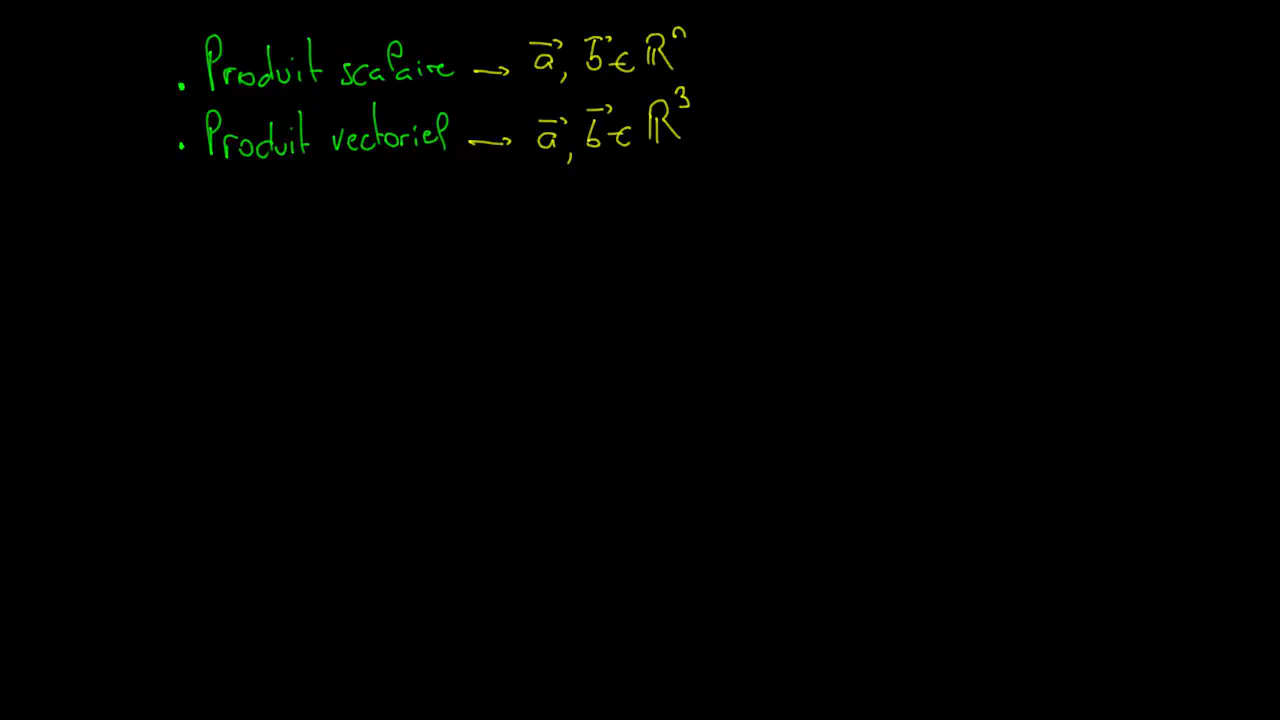 . Produit scalaire → a⃗, b⃗ ∈ ℝⁿ
. Produit vectoriel → a⃗, b⃗ ∈ ℝ³